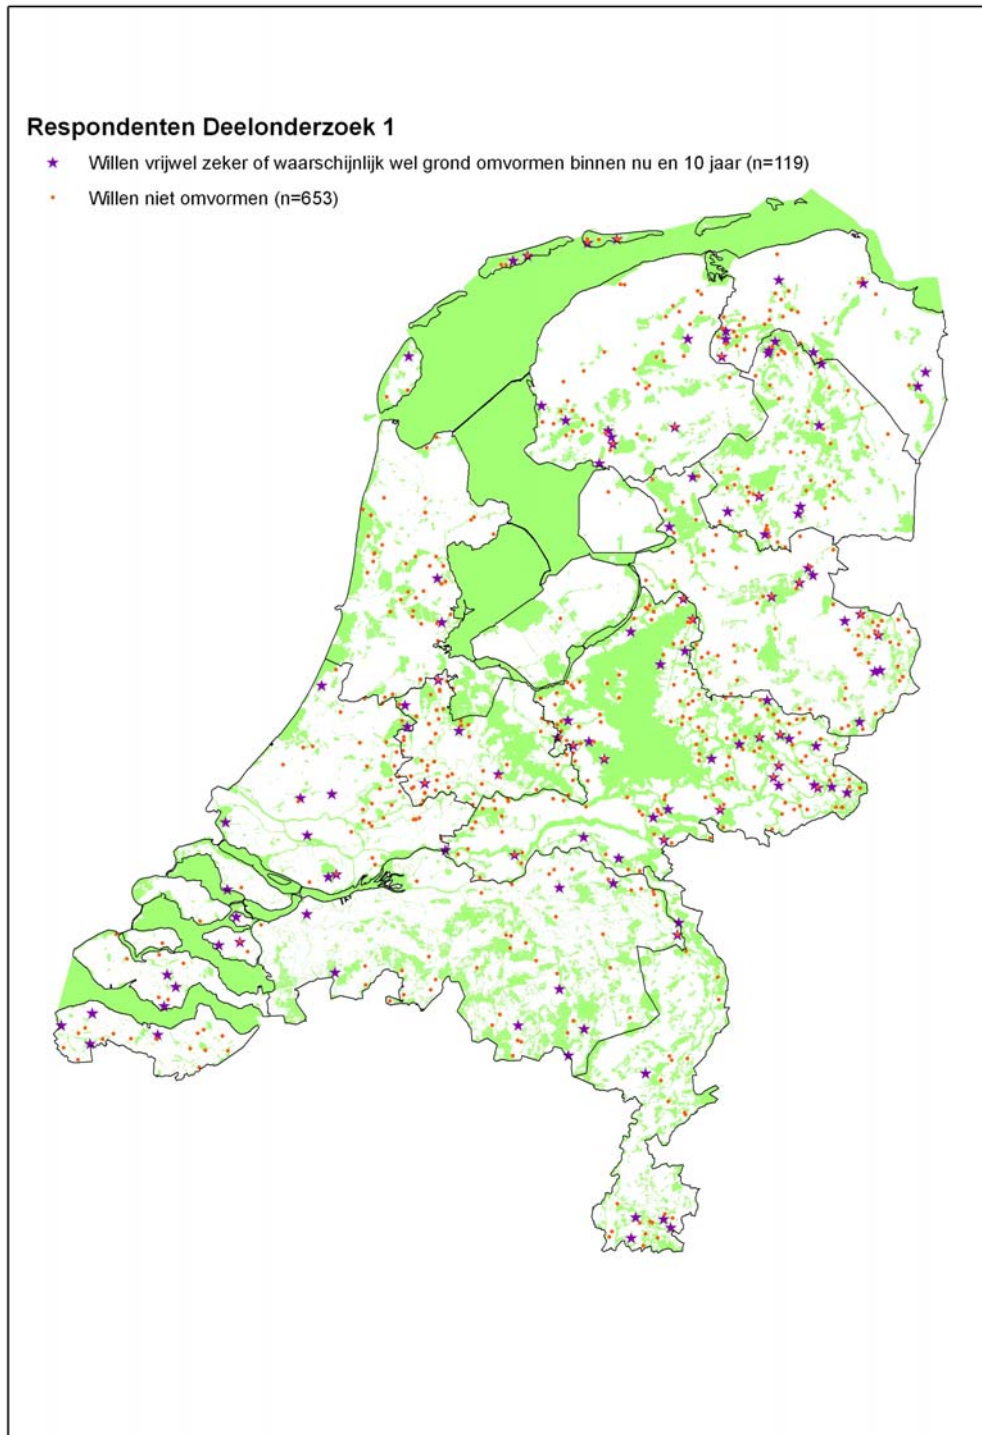 Respondenten Deelonderzoek 1
Willen vrijwel zeker of waarschijnlijk wel grond omvormen binnen nu en 10 jaar (n=119)
Willen niet omvormen (n=653)